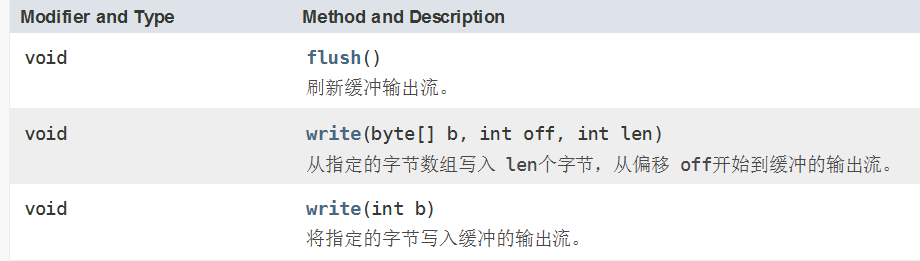 Modifier and Type Method and Description
void flush()
刷新缓冲输出流。
void write(byte[] b, int off, int len)
从指定的字节数组写入 len个字节，从偏移 off开始到缓冲的输出流。
void write(int b)
将指定的字节写入缓冲的输出流。